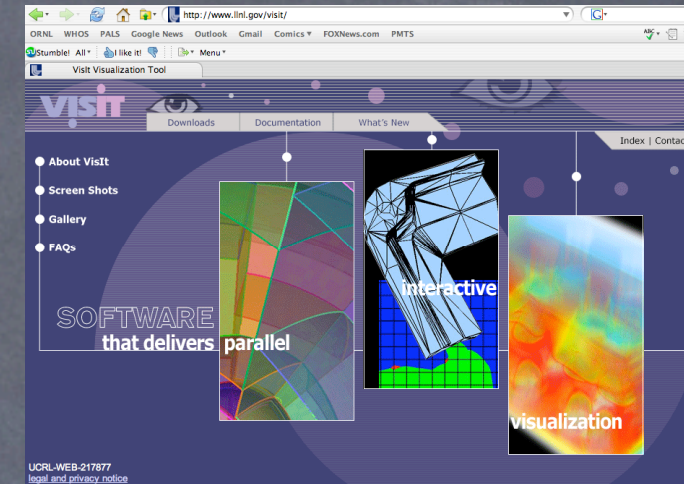 http://www.llnl.gov/visit/
G
ORNL WHOS PALS Google News Outlook Gmail Comics FOXNews.com PMTS
ABC
SU Stumble! All I like it! Menu
VisIt Visualization Tool
VISIT
Downloads Documentation What's New
Index | Contac
About VisIt
Screen Shots
Gallery
FAQs
interactive
SOFTWARE
that delivers parallel
visualization
UCRL-WEB-217877
legal and privacy notice